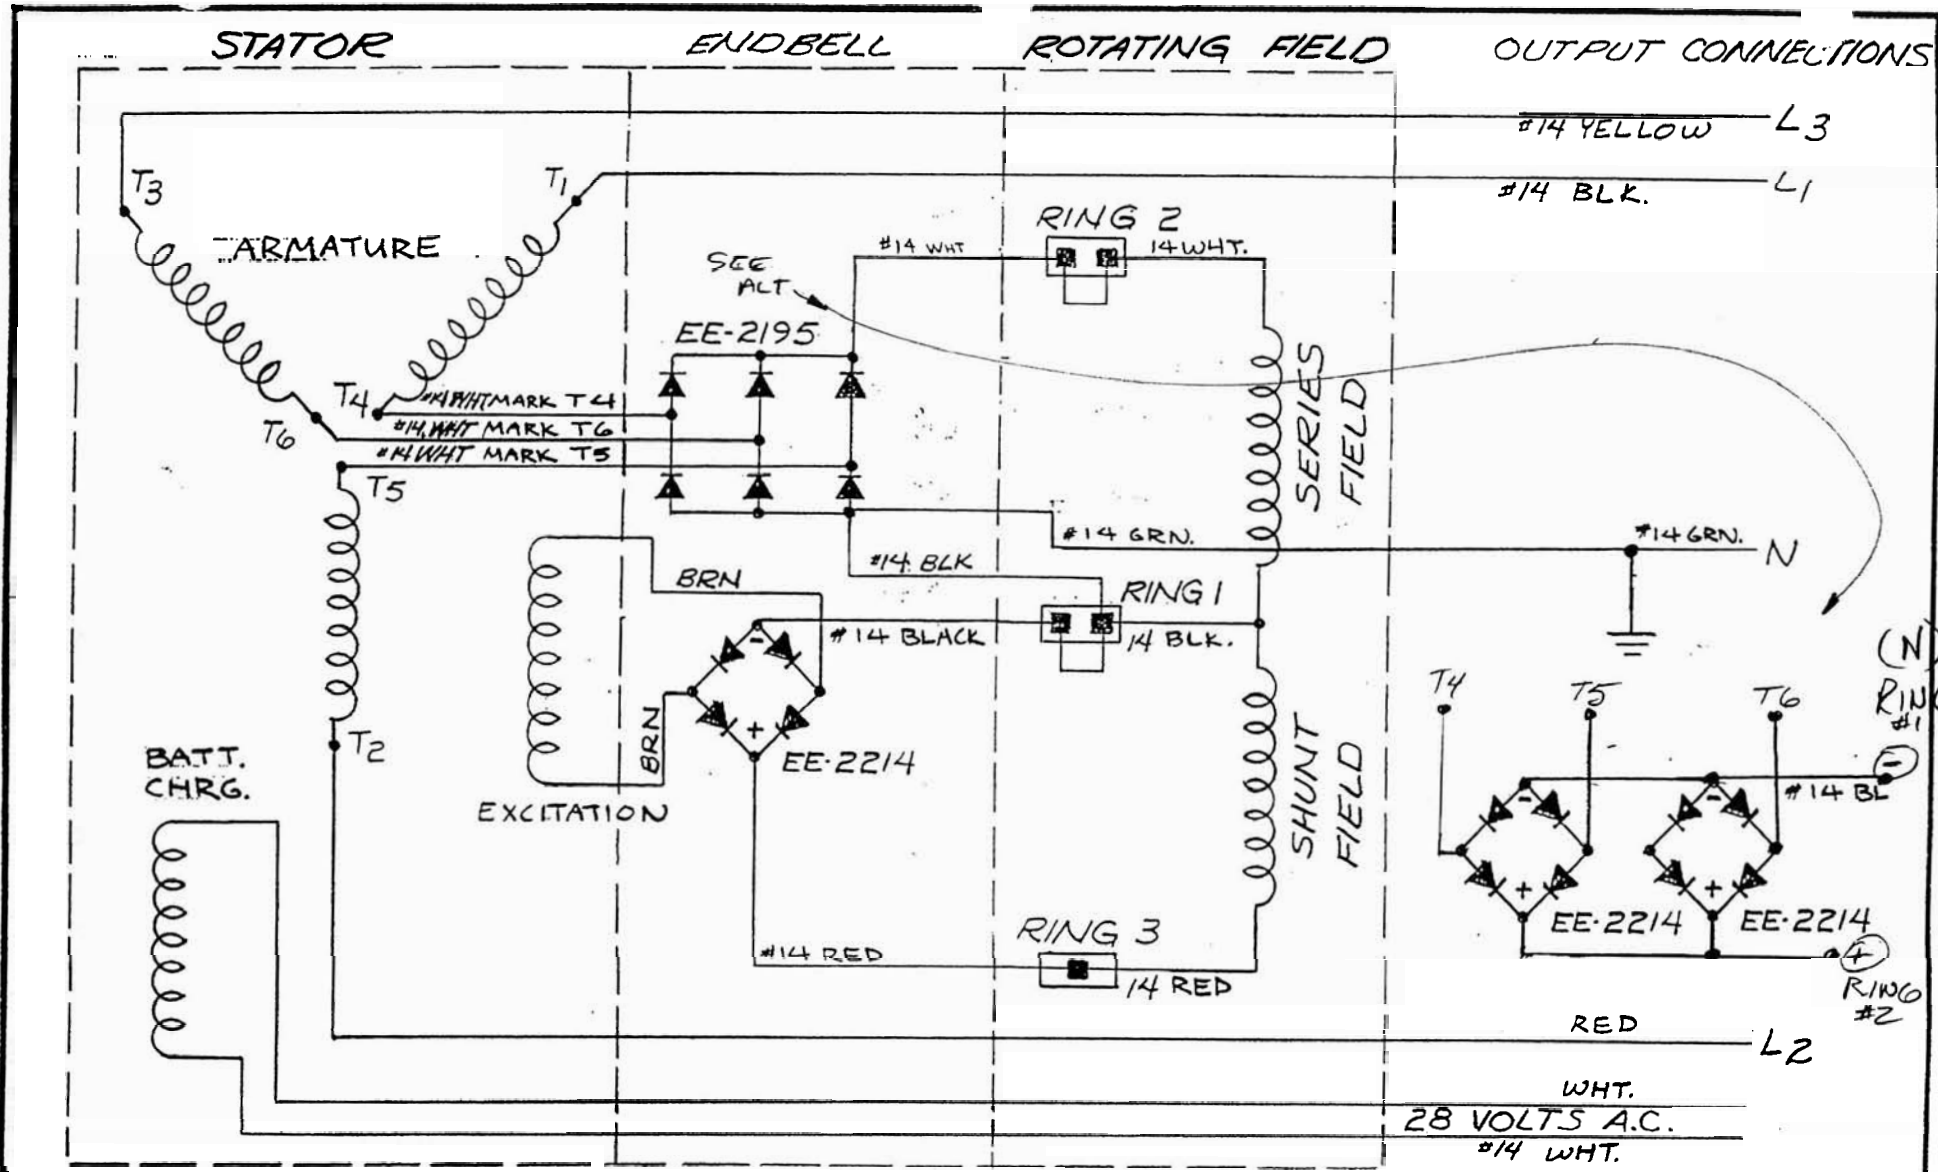 STATOR
ENDBELL
ROTATING FIELD
OUTPUT CONNECTIONS
#14 YELLOW
L3
T3
T1
#14 BLK.
L1
ARMATURE
RING 2
#14 WHT
14 WHT.
SEE
ALT
EE-2195
SERIES
FIELD
T4
#14 WHT MARK T4
T6
#14 WHT MARK T6
#14 WHT MARK T5
T5
#14 GRN.
#14 GRN.
N
#14 BLK
BRN
RING 1
#14 BLACK
14 BLK.
-
+
BRN
EE-2214
EXCITATION
T2
BATT.
CHRG.
SHUNT
FIELD
(N)
RING
#1
T4
T5
T6
-
#14 BL
-
-
+
+
EE-2214
EE-2214
+
RING
#2
RING 3
#14 RED
14 RED
RED
L2
WHT.
28 VOLTS A.C.
#14 WHT.